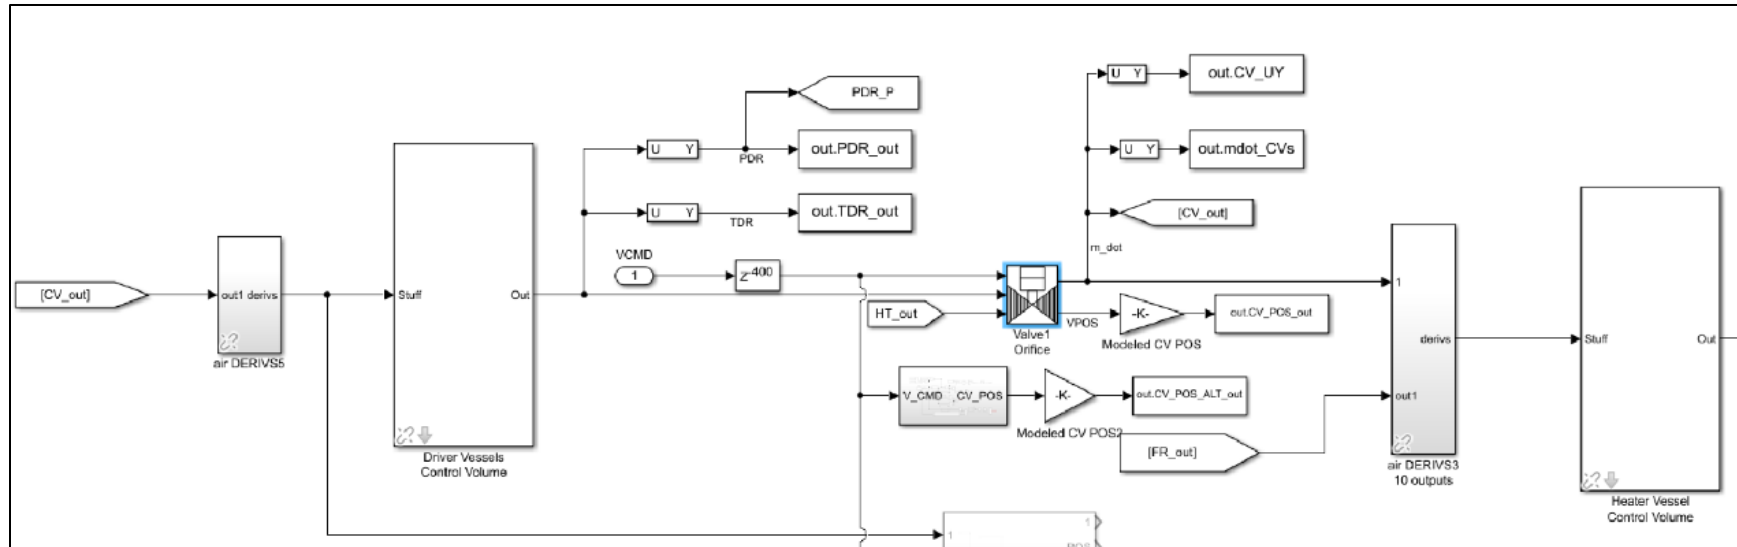 [CV_out]
out1 derivs
air DERIVS5
Stuff
Out
Driver Vessels
Control Volume
U Y
PDR
PDR_P
out.PDR_out
U Y
TDR
out.TDR_out
VCMD
1
Z-400
HT_out
Valve1
Orifice
VPOS
m_dot
U Y
out.CV_UY
U Y
out.mdot_CVs
[CV_out]
-K-
Modeled CV POS
out.CV_POS_out
V_CMD CV_POS
-K-
Modeled CV POS2
out.CV_POS_ALT_out
[FR_out]
1
derivs
out1
air DERIVS3
10 outputs
Stuff
Out
Heater Vessel
Control Volume
1
1
POS